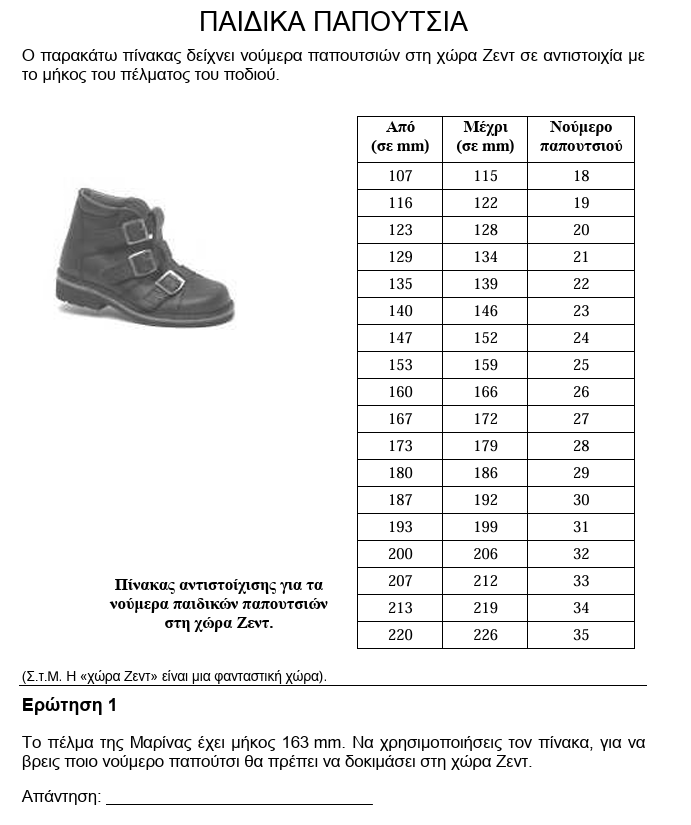 ΠΑΙΔΙΚΑ ΠΑΠΟΥΤΣΙΑ
Ο παρακάτω πίνακας δείχνει νούμερα παπουτσιών στη χώρα Ζεντ σε αντιστοιχία με
το μήκος του πέλματος του ποδιού.
Από Μέχρι Νούμερο
(σε mm) (σε mm) παπουτσιού
107 115 18
116 122 19
123 128 20
129 134 21
135 139 22
140 146 23
147 152 24
153 159 25
160 166 26
167 172 27
173 179 28
180 186 29
187 192 30
193 199 31
200 206 32
207 212 33
213 219 34
220 226 35
Πίνακας αντιστοίχισης για τα
νούμερα παιδικών παπουτσιών
στη χώρα Ζεντ.
(Σ.τ.Μ. Η «χώρα Ζεντ» είναι μια φανταστική χώρα).
Ερώτηση 1
Το πέλμα της Μαρίνας έχει μήκος 163 mm. Να χρησιμοποιήσεις τον πίνακα, για να
βρεις ποιο νούμερο παπούτσι θα πρέπει να δοκιμάσει στη χώρα Ζεντ.
Απάντηση: ______________________________